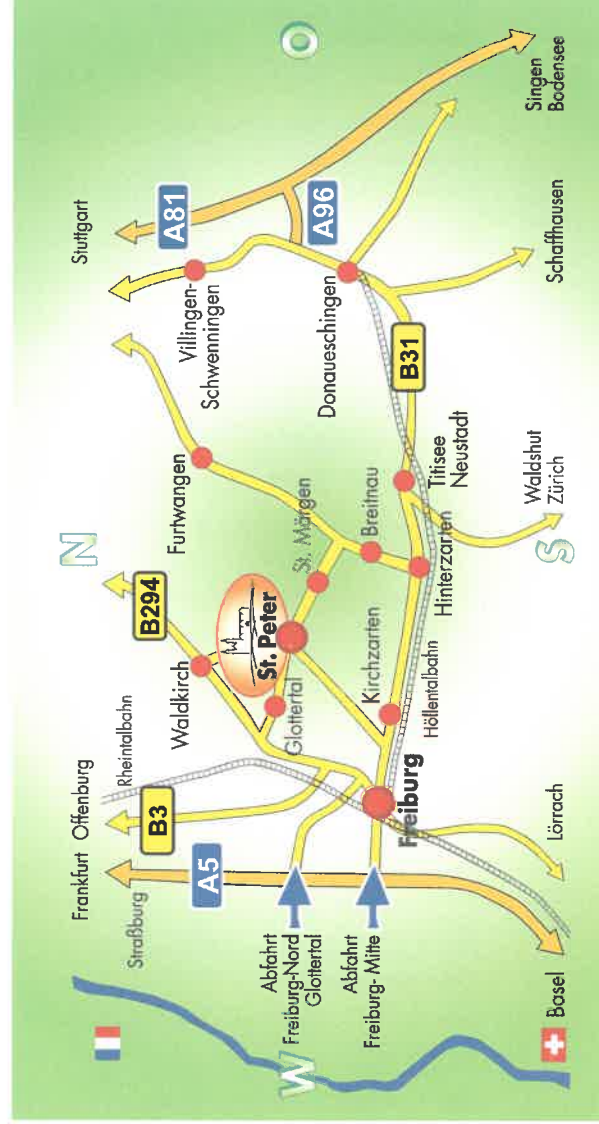 Frankfurt
Offenburg
Straßburg
Rheintalbahn
N
Stuttgart
A5
B3
B294
A81
Waldkirch
Furtwangen
Villingen-
Schwenningen
O
W
Abfahrt
Freiburg-Nord
Glottertal
Abfahrt
Freiburg-Mitte
Glottertal
St. Peter
St. Märgen
A96
Donaueschingen
Kirchzarten
Breitnau
B31
Freiburg
Höllentalbahn
Hinterzarten
Titisee
Neustadt
Basel
Lörrach
S
Waldshut
Zürich
Schaffhausen
Singen
Bodensee